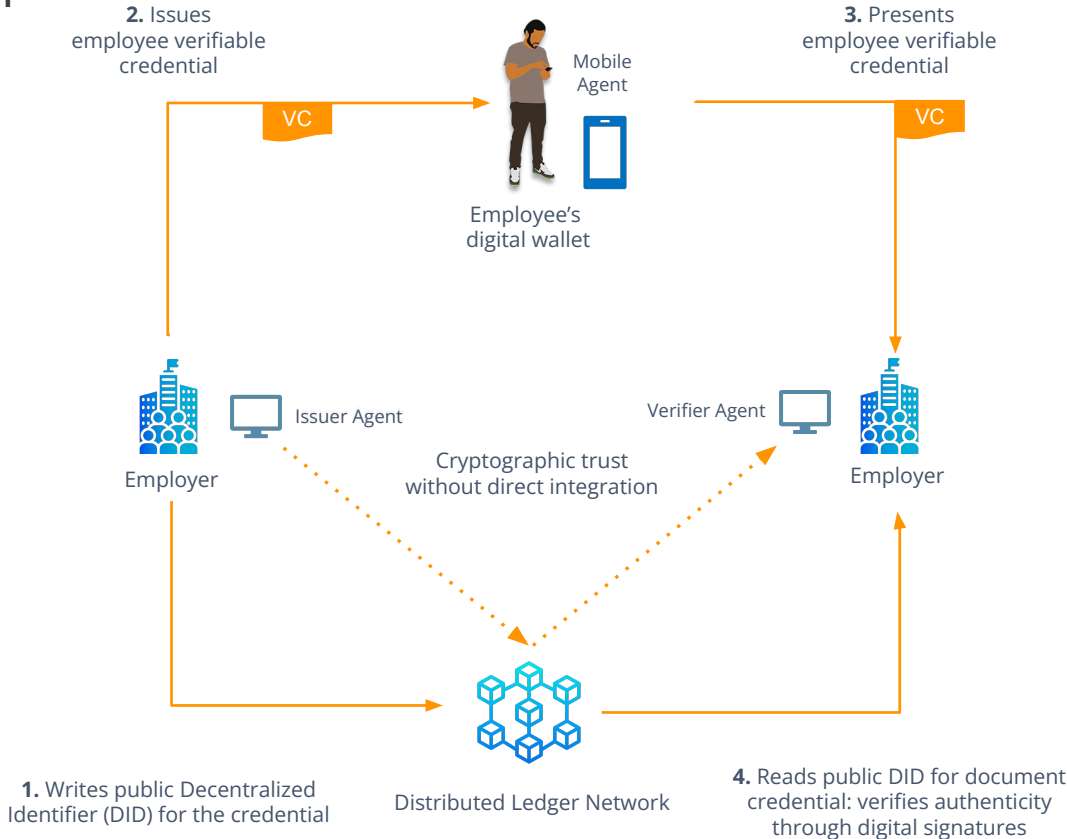 2. Issues
employee verifiable
credential
3. Presents
employee verifiable
credential
Mobile
Agent
VC
VC
Employee’s
digital wallet
Issuer Agent
Verifier Agent
Employer
Cryptographic trust
without direct integration
Employer
1. Writes public Decentralized
Identifier (DID) for the credential
Distributed Ledger Network
4. Reads public DID for document
credential: verifies authenticity
through digital signatures